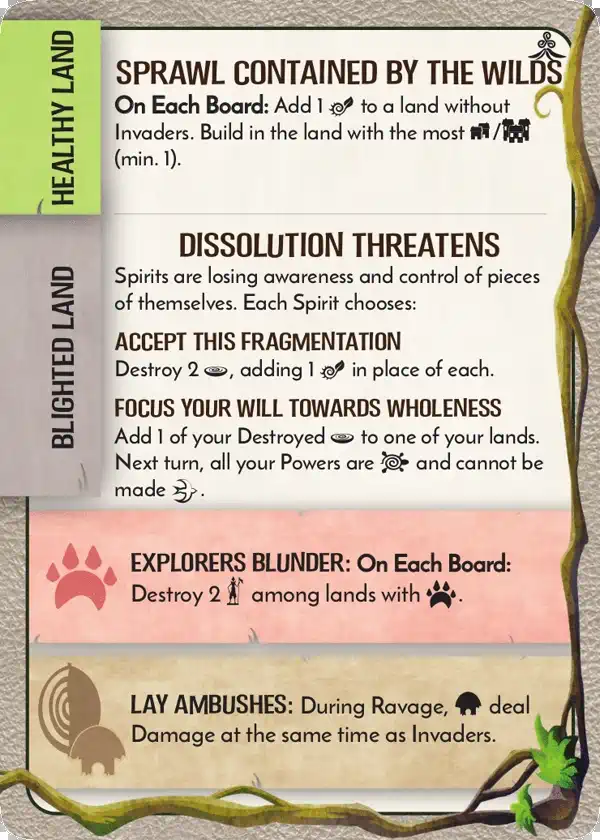 HEALTHY LAND
SPRAWL CONTAINED BY THE WILDS
On Each Board: Add 1 to a land without
Invaders. Build in the land with the most /
(min. 1).
BLIGHTED LAND
DISSOLUTION THREATENS
Spirits are losing awareness and control of pieces
of themselves. Each Spirit chooses:
ACCEPT THIS FRAGMENTATION
Destroy 2 , adding 1 in place of each.
FOCUS YOUR WILL TOWARDS WHOLENESS
Add 1 of your Destroyed to one of your lands.
Next turn, all your Powers are and cannot be
made .
EXPLORERS BLUNDER: On Each Board:
Destroy 2 among lands with .
LAY AMBUSHES: During Ravage, deal
Damage at the same time as Invaders.